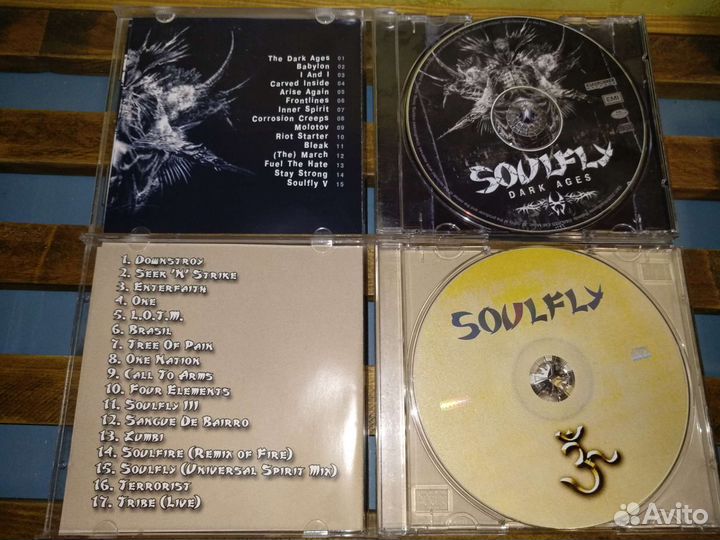 The Dark Ages 01
Babylon 02
I And I 03
Carved Inside 04
Arise Again 05
Frontlines 06
Inner Spirit 07
Corrosion Creeps 08
Molotov 09
Riot Starter 10
Bleak 11
(The) March 12
Fuel The Hate 13
Stay Strong 14
Soulfly V 15
EMI
SOULFLY
DARK AGES
1. Downstroy
2. Seek 'N' Strike
3. Enterfaith
4. One
5. L.O.T.M.
6. Brasil
7. Tree Of Pain
8. One Nation
9. Call To Arms
10. Four Elements
11. Soulfly III
12. Sangue De Bairro
13. Zumbi
14. Soulfire (Remix of Fire)
15. Soulfly (Universal Spirit Mix)
16. Terrorist
17. Tribe (Live)
SOULFLY
ॐ
Avito